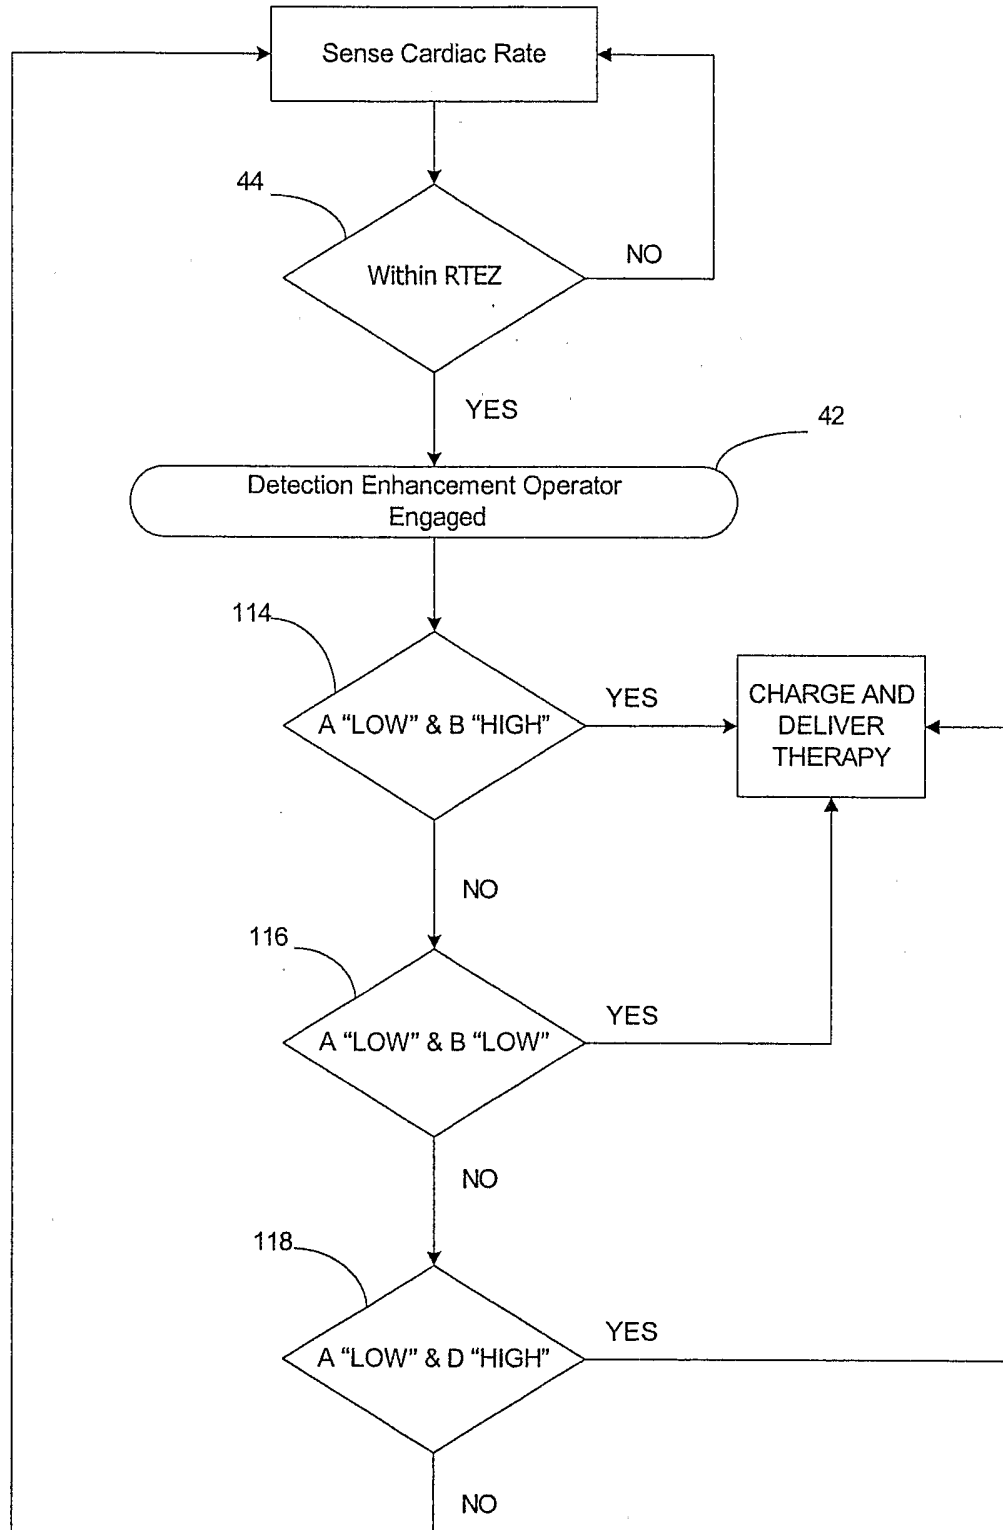 Sense Cardiac Rate
44
Within RTEZ
NO
YES
42
Detection Enhancement Operator
Engaged
114
A “LOW” & B “HIGH”
YES
CHARGE AND
DELIVER
THERAPY
NO
116
A “LOW” & B “LOW”
YES
NO
118
A “LOW” & D “HIGH”
YES
NO